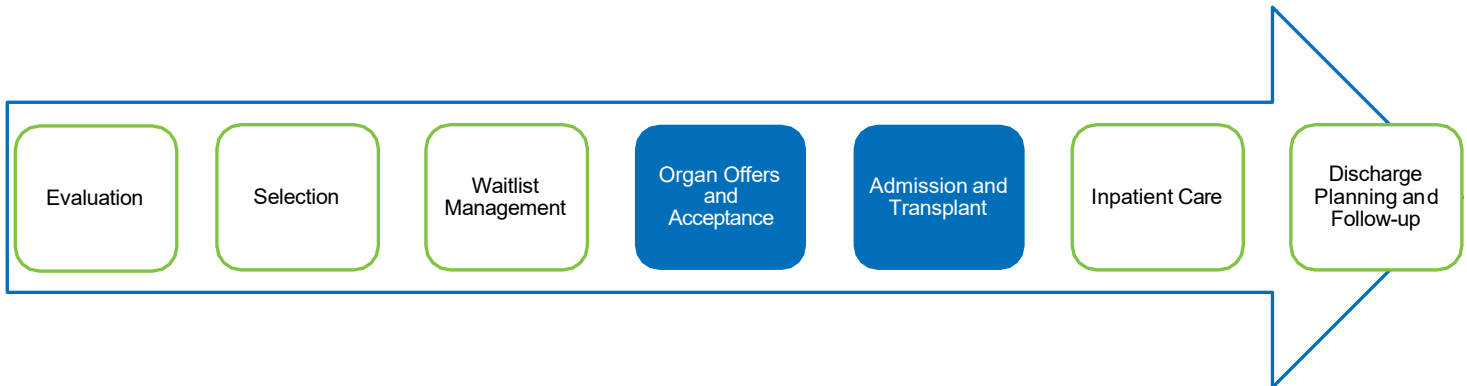 Evaluation
Selection
Waitlist
Management
Organ Offers
and
Acceptance
Admission and
Transplant
Inpatient Care
Discharge
Planning and
Follow-up